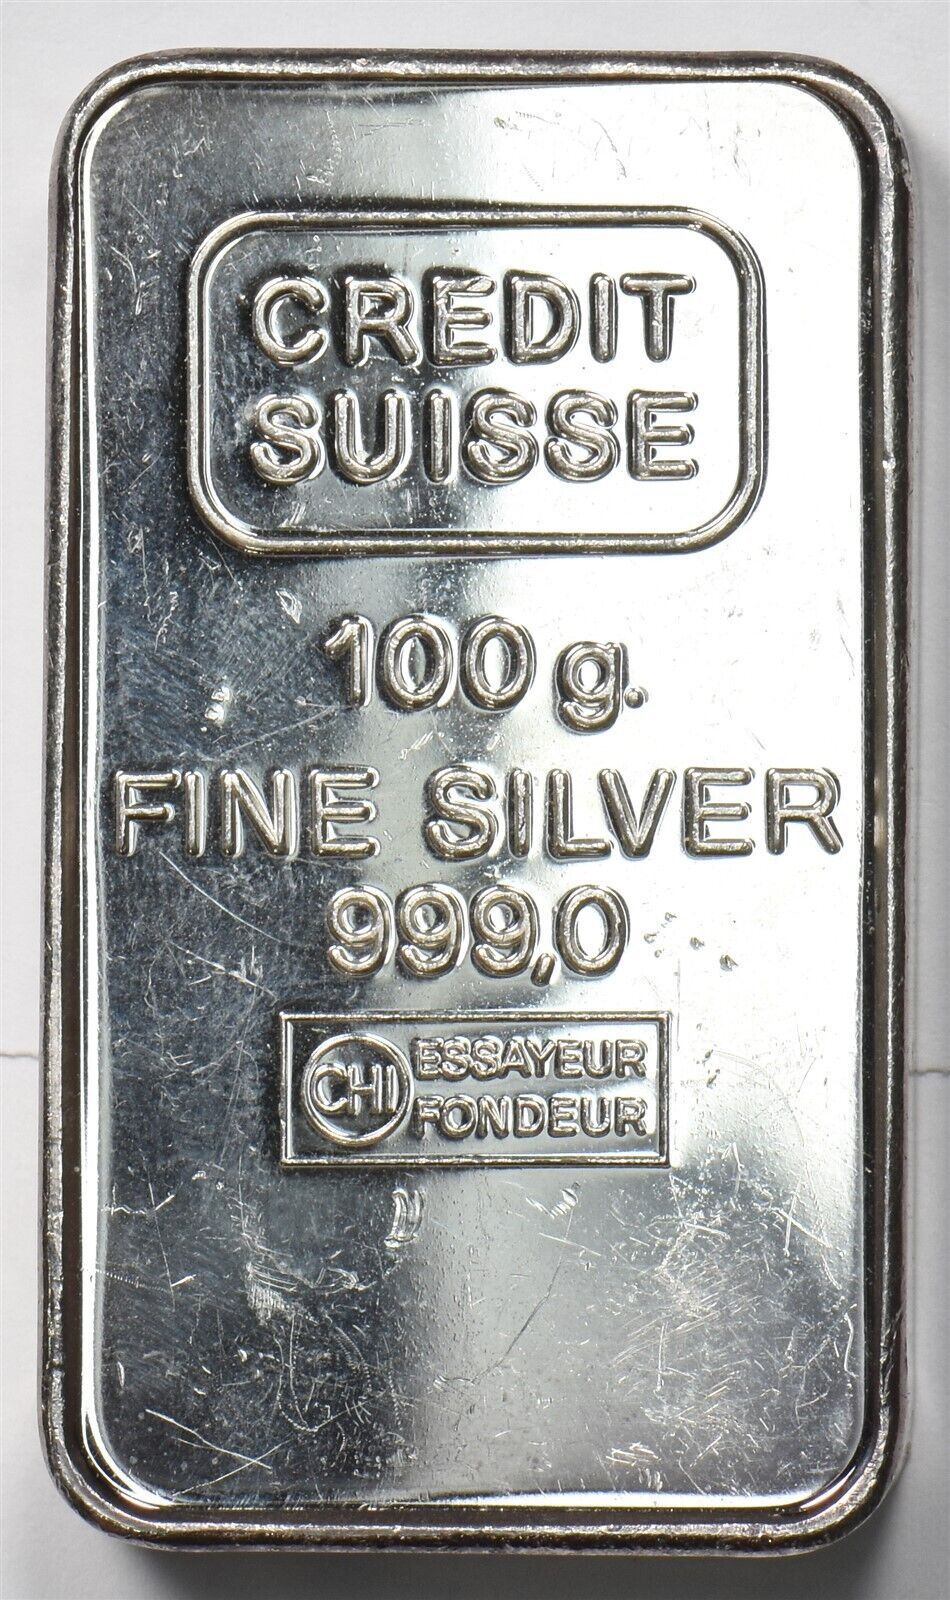 CREDIT
SUISSE
100 g.
FINE SILVER
999,0
CHI ESSAYEUR
FONDEUR